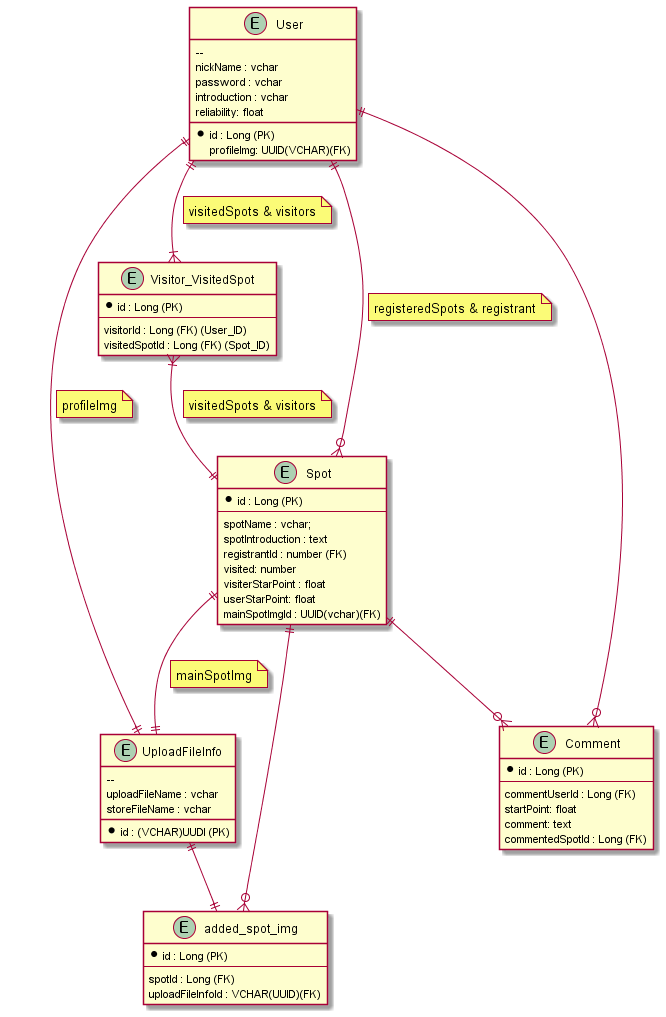 E User
--
nickName : vchar
password : vchar
introduction : vchar
reliability: float
id : Long (PK)
profileImg: UUID(VCHAR)(FK)
visitedSpots & visitors
E Visitor_VisitedSpot
id : Long (PK)
visitorId : Long (FK) (User_ID)
visitedSpotId : Long (FK) (Spot_ID)
registeredSpots & registrant
profileImg
visitedSpots & visitors
E Spot
id : Long (PK)
spotName : vchar;
spotIntroduction : text
registrantId : number (FK)
visited: number
visiterStarPoint : float
userStarPoint: float
mainSpotImgId : UUID(vchar)(FK)
mainSpotImg
E UploadFileInfo
--
uploadFileName : vchar
storeFileName : vchar
id : (VCHAR)UUDI (PK)
E Comment
id : Long (PK)
commentUserId : Long (FK)
startPoint: float
comment: text
commentedSpotId : Long (FK)
E added_spot_img
id : Long (PK)
spotId : Long (FK)
uploadFileInfoId : VCHAR(UUID)(FK)